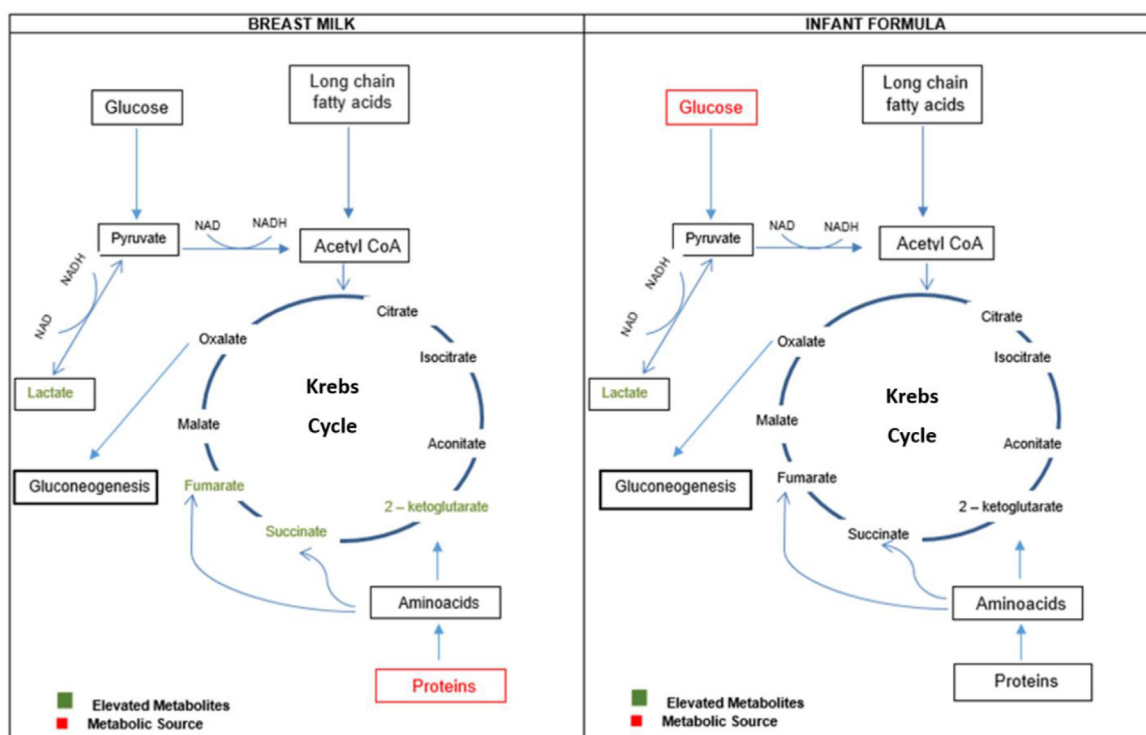 BREAST MILK
Glucose
Long chain
fatty acids
NAD
NADH
Pyruvate
Acetyl CoA
NADH
NAD
Citrate
Oxalate
Isocitrate
Krebs
Cycle
Lactate
Malate
Aconitate
Gluconeogenesis
Fumarate
2 – ketoglutarate
Succinate
Aminoacids
Proteins
Elevated Metabolites
Metabolic Source
INFANT FORMULA
Glucose
Long chain
fatty acids
NAD
NADH
Pyruvate
Acetyl CoA
NADH
NAD
Citrate
Oxalate
Isocitrate
Krebs
Cycle
Lactate
Malate
Aconitate
Gluconeogenesis
Fumarate
2 – ketoglutarate
Succinate
Aminoacids
Proteins
Elevated Metabolites
Metabolic Source